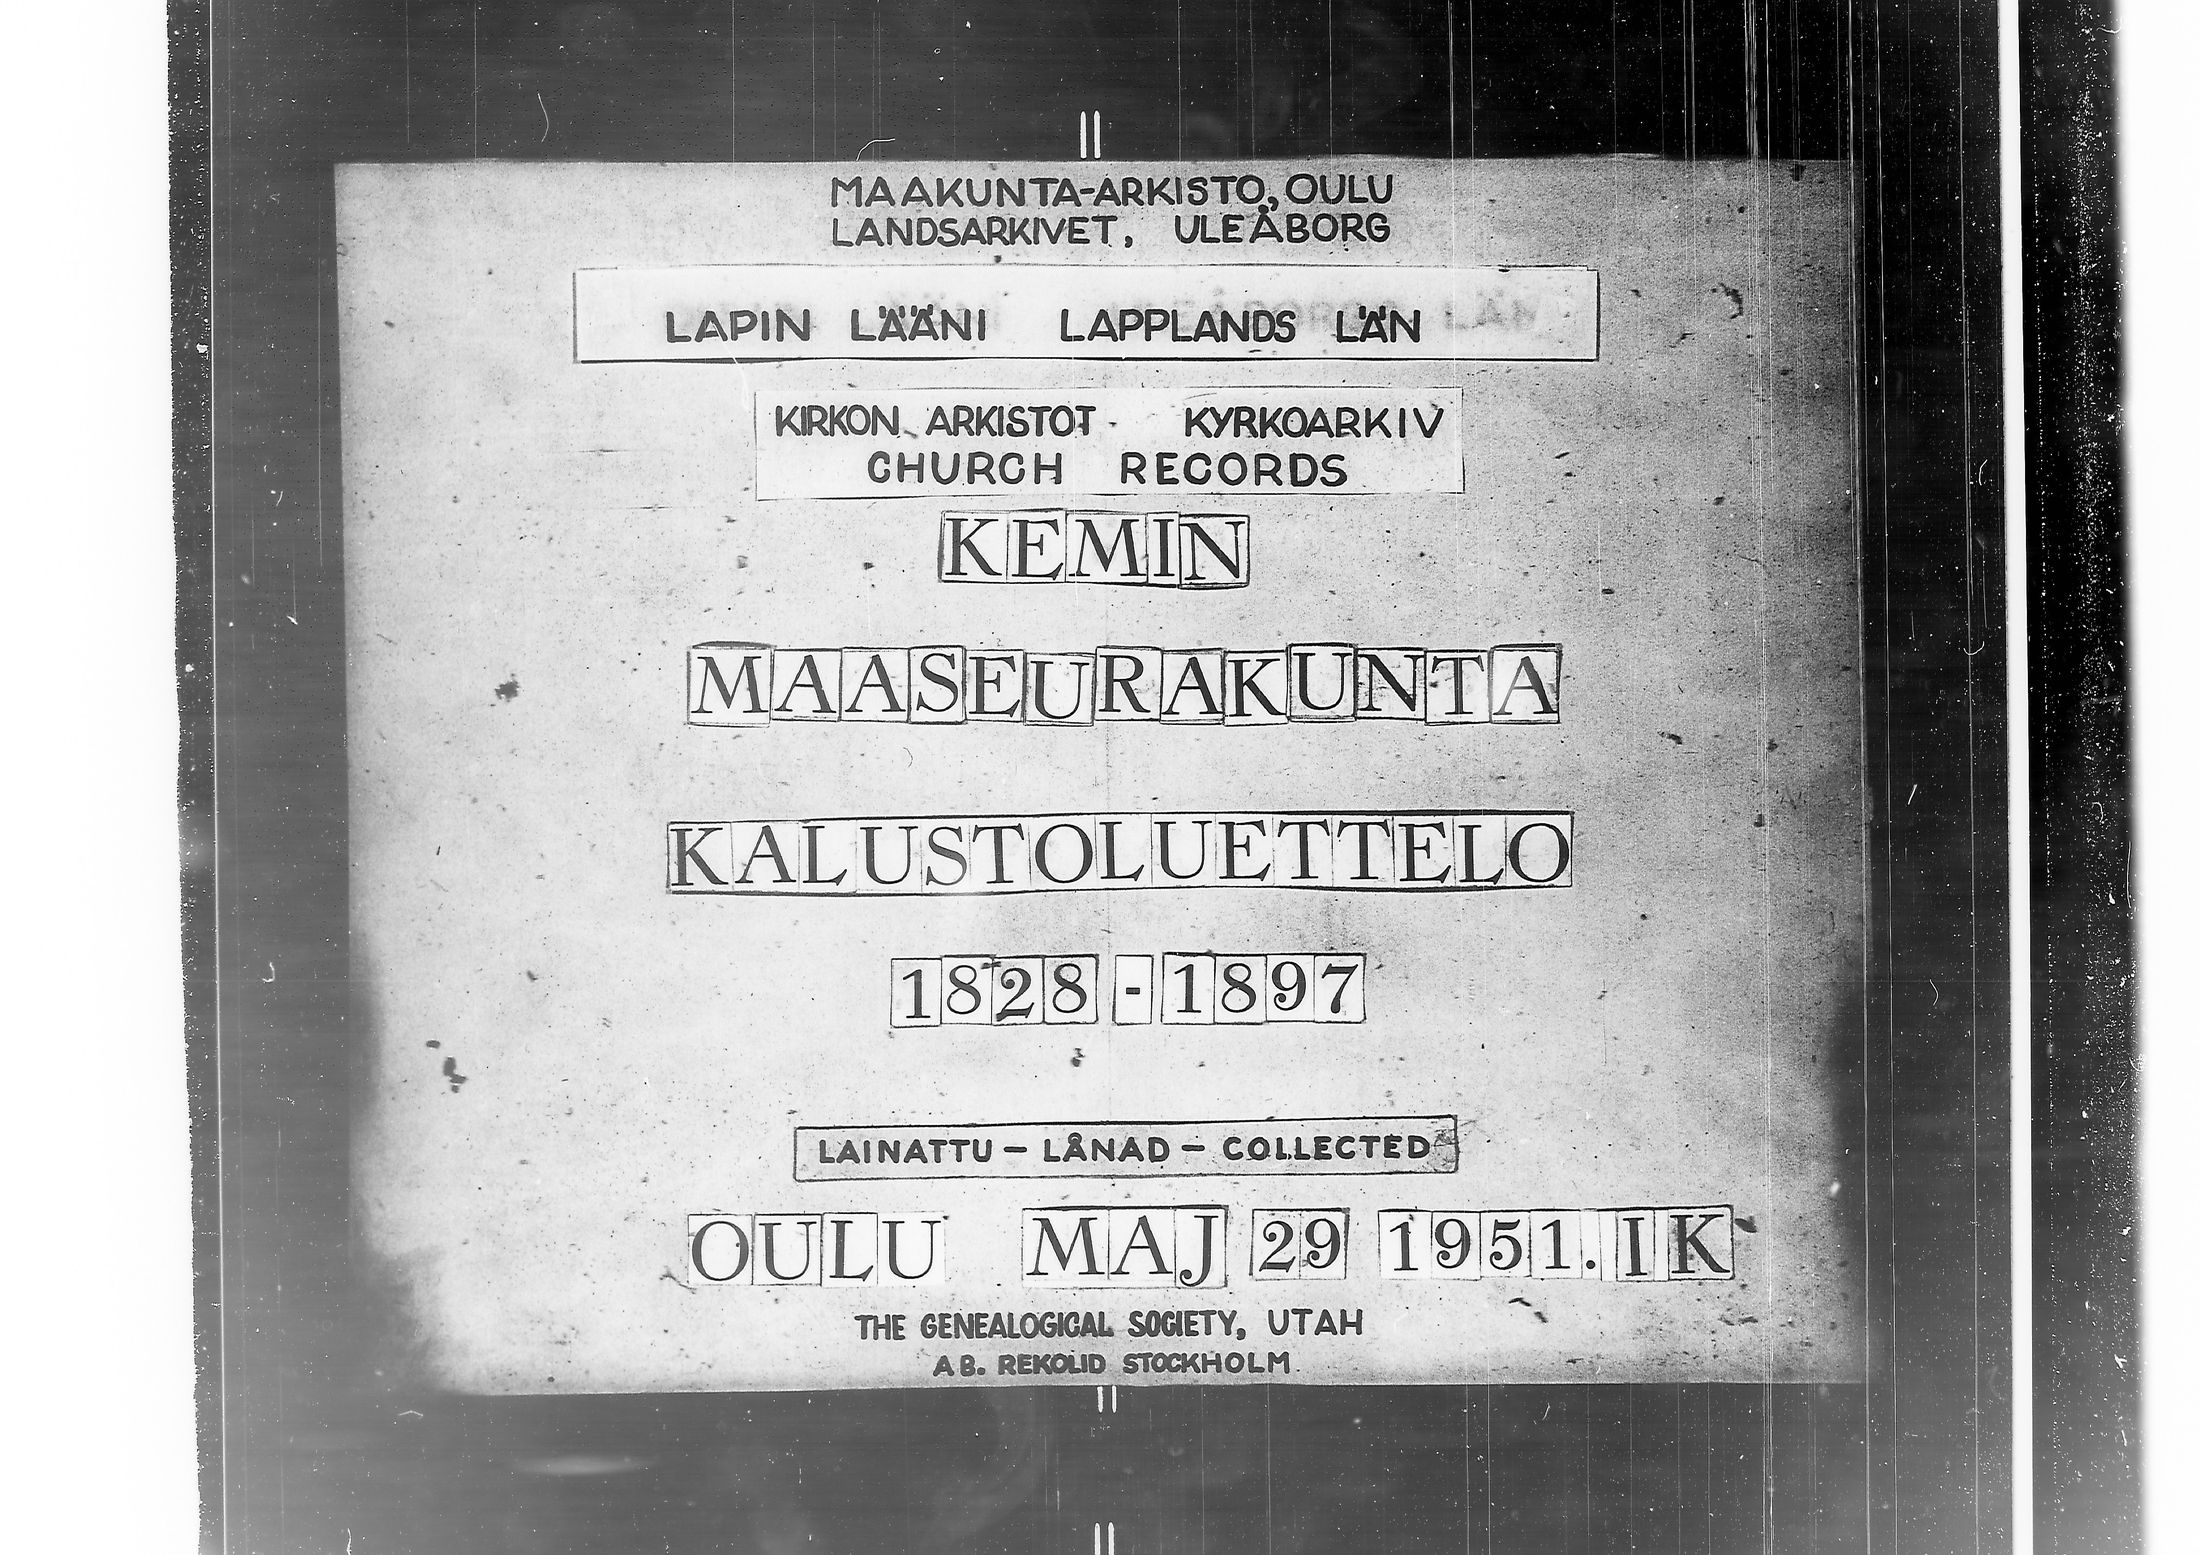 MAAKUNTA-ARKISTO, OULU
LANDSARKIVET, ULEÅBORG
LAPIN LÄÄNI LAPPLANDS LÄN
KIRKON ARKISTOT - KYRKOARKIV
CHURCH RECORDS
KEMIN
MAASEURAKUNTA
KALUSTOLUETTELO
1828-1897
LAINATTU - LÅNAD - COLLECTED
OULU MAJ 29 1951. IK
THE GENEALOGICAL SOCIETY, UTAH
AB. REKOLID STOCKHOLM